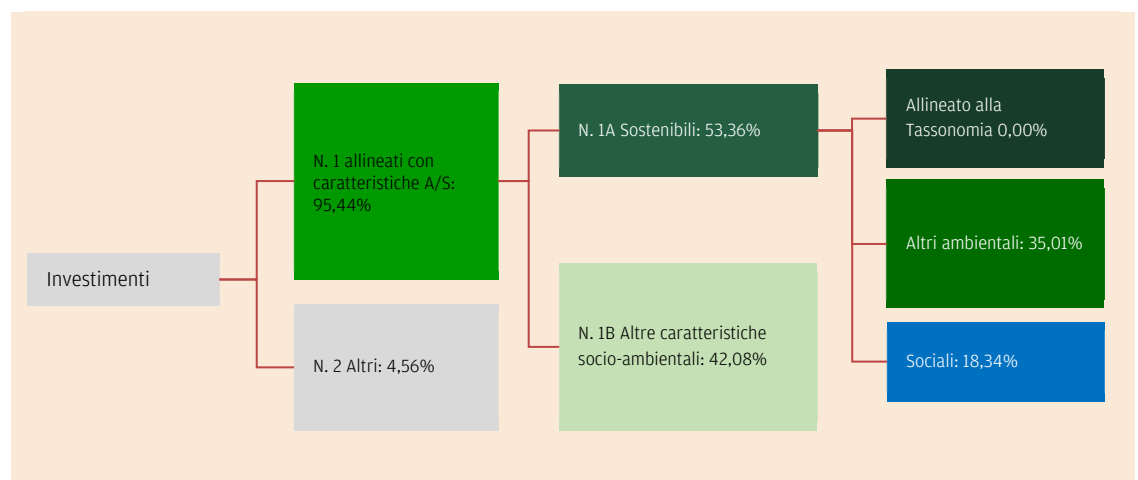 Investimenti
N. 1 allineati con
caratteristiche A/S:
95,44%
N. 2 Altri: 4,56%
N. 1A Sostenibili: 53,36%
N. 1B Altre caratteristiche
socio-ambientali: 42,08%
Allineato alla
Tassonomia 0,00%
Altri ambientali: 35,01%
Sociali: 18,34%